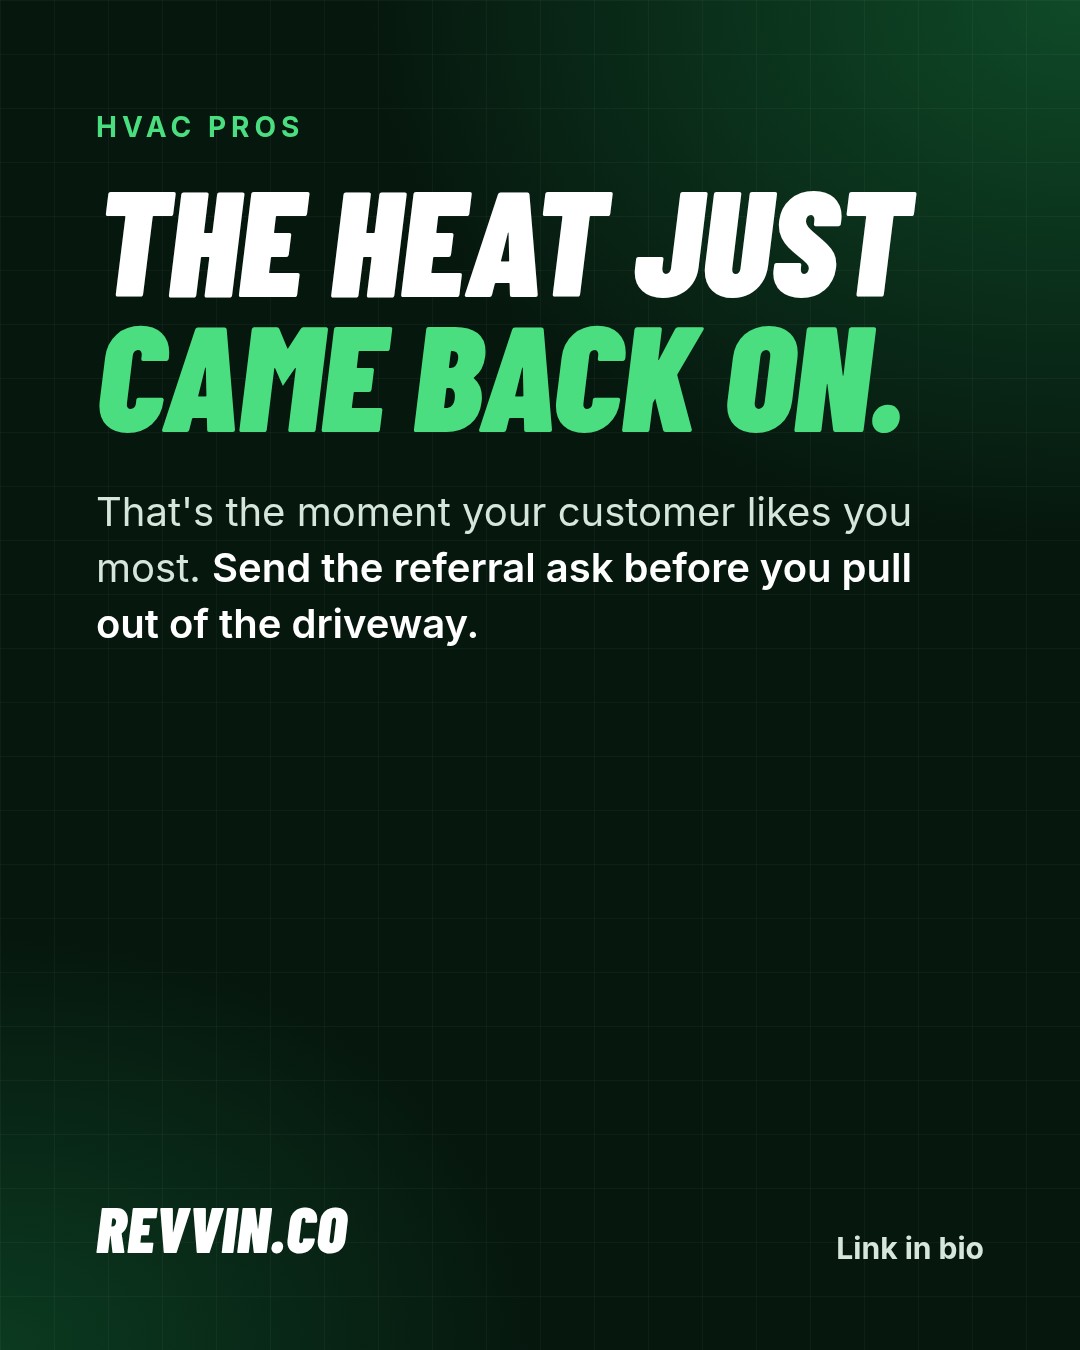 HVAC PROS
THE HEAT JUST
CAME BACK ON.
That's the moment your customer likes you
most. Send the referral ask before you pull
out of the driveway.
REVVIN.CO
Link in bio